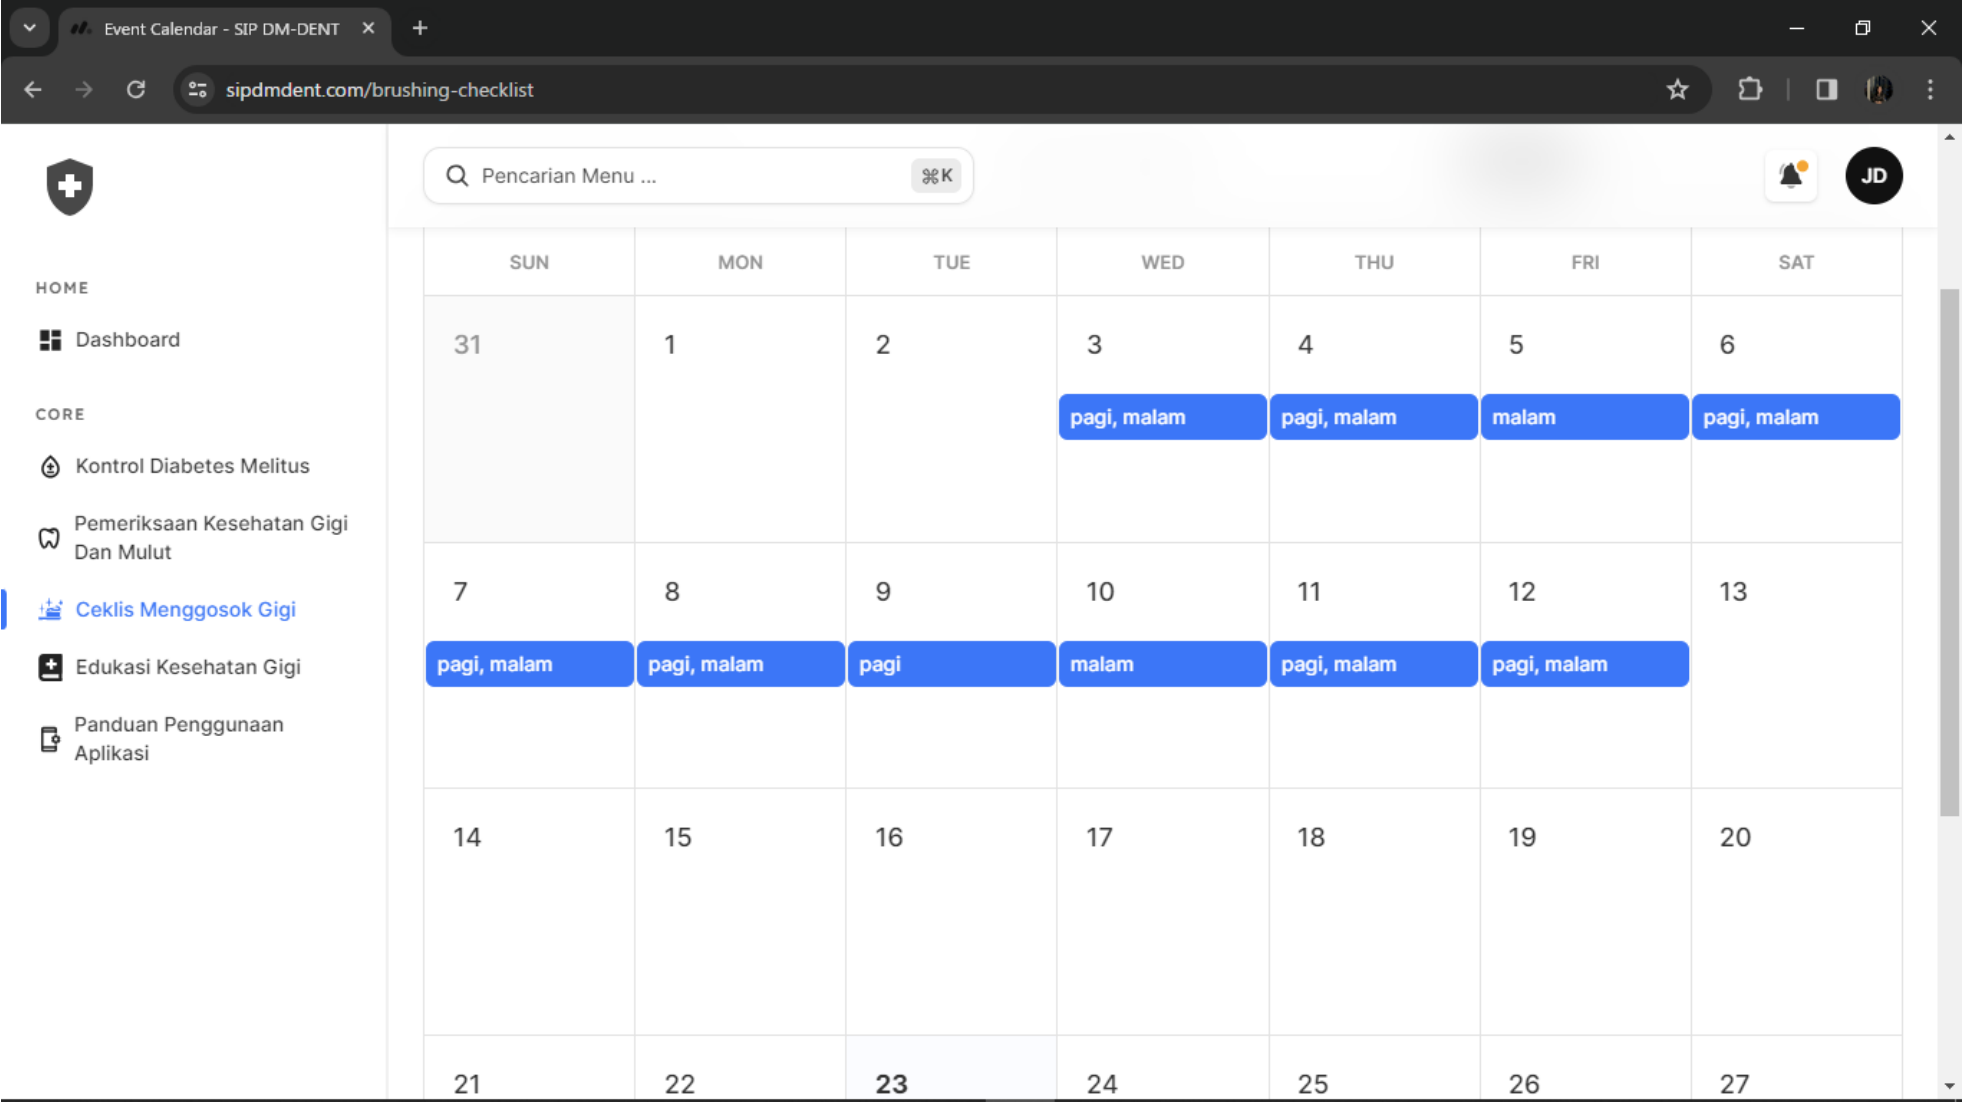 Event Calendar - SIP DM-DENT
sipdmdent.com/brushing-checklist
Pencarian Menu ... ⌘K
JD
HOME
Dashboard
CORE
Kontrol Diabetes Melitus
Pemeriksaan Kesehatan Gigi
Dan Mulut
Ceklis Menggosok Gigi
Edukasi Kesehatan Gigi
Panduan Penggunaan
Aplikasi
SUN MON TUE WED THU FRI SAT
31 1 2 3 4 5 6
pagi, malam pagi, malam malam pagi, malam
7 8 9 10 11 12 13
pagi, malam pagi, malam pagi malam pagi, malam pagi, malam
14 15 16 17 18 19 20
21 22 23 24 25 26 27